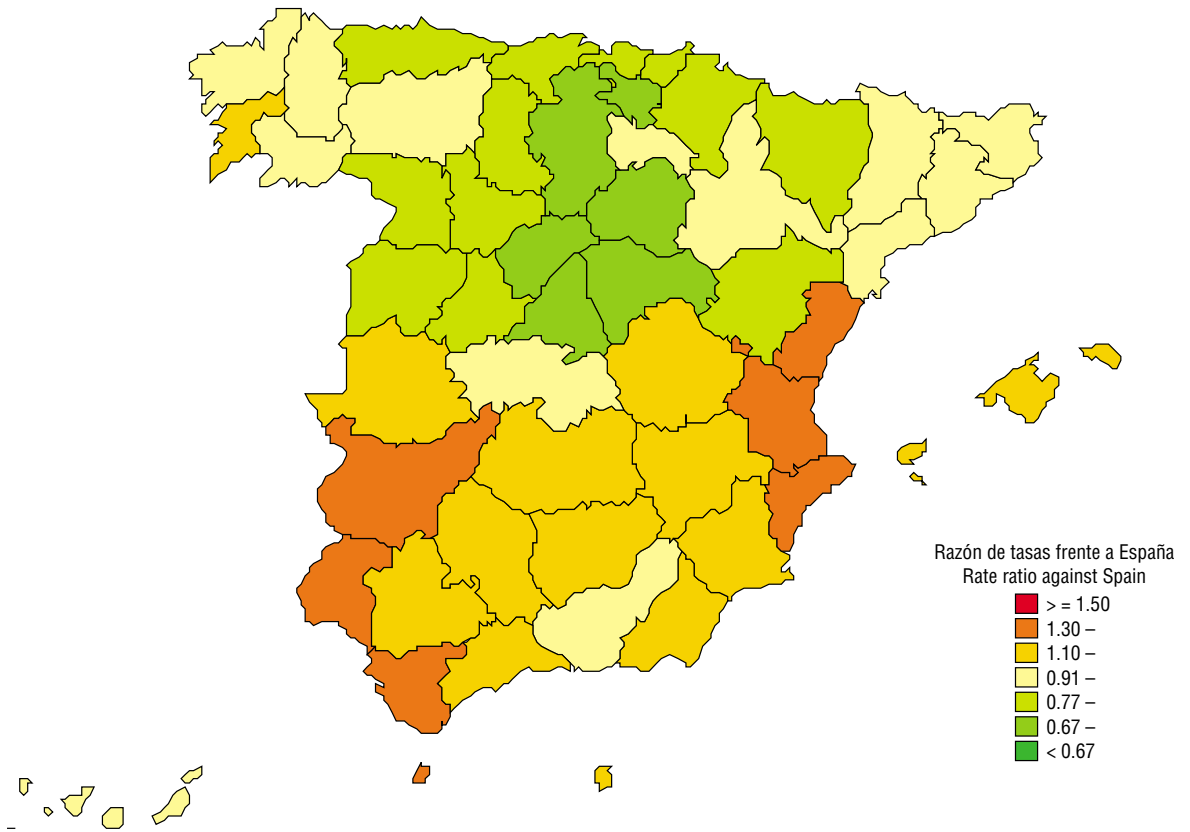 Razón de tasas frente a España
Rate ratio against Spain
> = 1.50
1.30 –
1.10 –
0.91 –
0.77 –
0.67 –
< 0.67